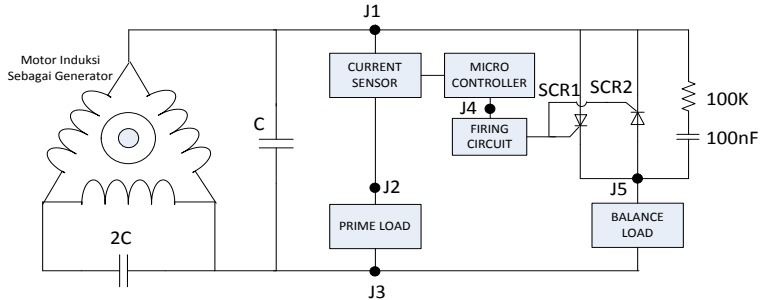 J1
Motor Induksi
Sebagai Generator
CURRENT
SENSOR
MICRO
CONTROLLER
SCR1
SCR2
100K
J4
C
FIRING
CIRCUIT
100nF
J2
J5
PRIME LOAD
BALANCE
LOAD
2C
J3